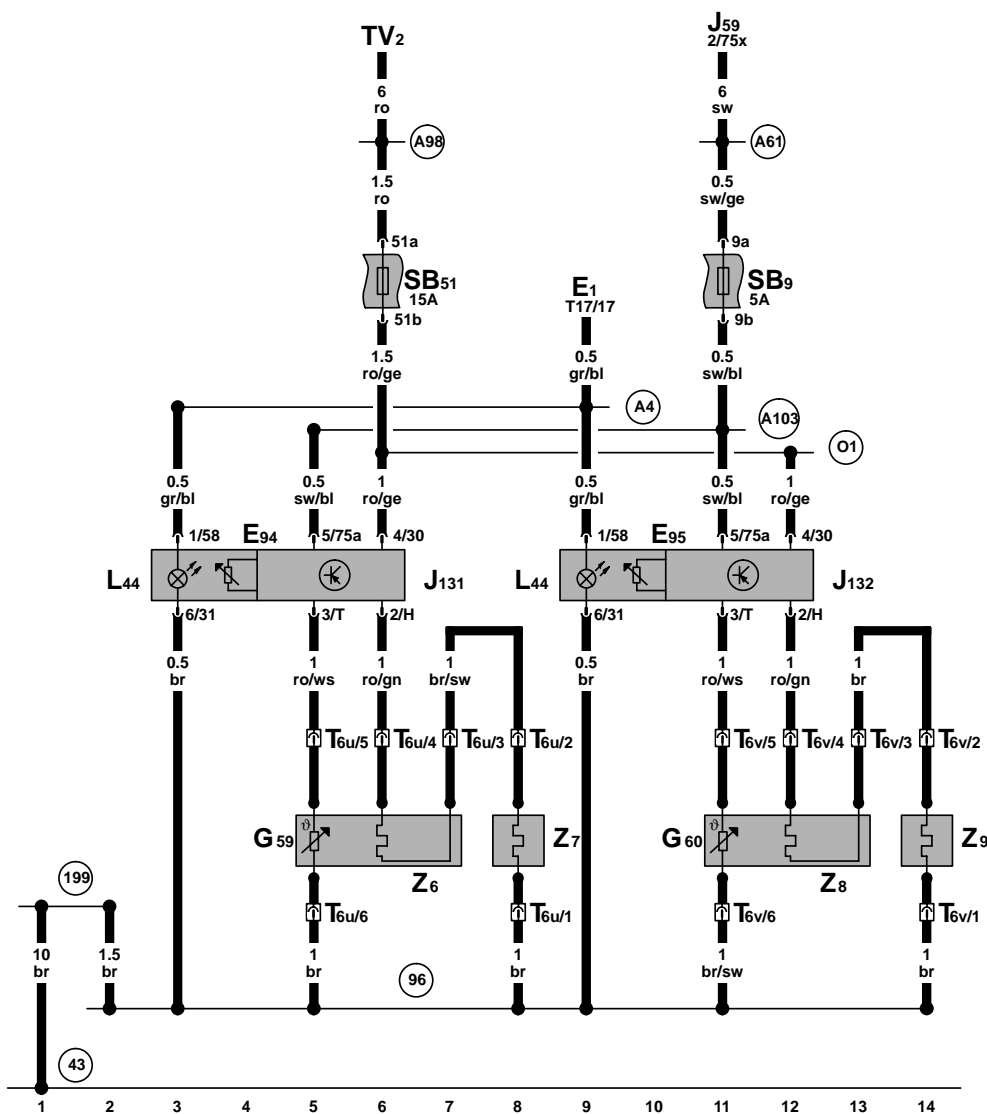 TV2
J59
2/75x
6
ro
6
sw
A98
A61
1.5
ro
0.5
sw/ge
51a
9a
SB51
15A
SB9
5A
E1
T17/17
51b
9b
1.5
ro/ge
0.5
gr/bl
0.5
sw/bl
A4
A103
O1
0.5
gr/bl
0.5
sw/bl
1
ro/ge
0.5
gr/bl
0.5
sw/bl
1
ro/ge
1/58
E94
5/75a
4/30
1/58
E95
5/75a
4/30
L44
J131
L44
J132
6/31
3/T
2/H
6/31
3/T
2/H
0.5
br
1
ro/ws
1
ro/gn
1
br/sw
0.5
br
1
ro/ws
1
ro/gn
1
br
T6u/5
T6u/4
T6u/3
T6u/2
T6v/5
T6v/4
T6v/3
T6v/2
ϑ
ϑ
G59
Z7
G60
Z9
Z6
Z8
199
T6u/6
T6u/1
T6v/6
T6v/1
10
br
1.5
br
1
br
1
br
1
br/sw
1
br
96
43
1 2 3 4 5 6 7 8 9 10 11 12 13 14